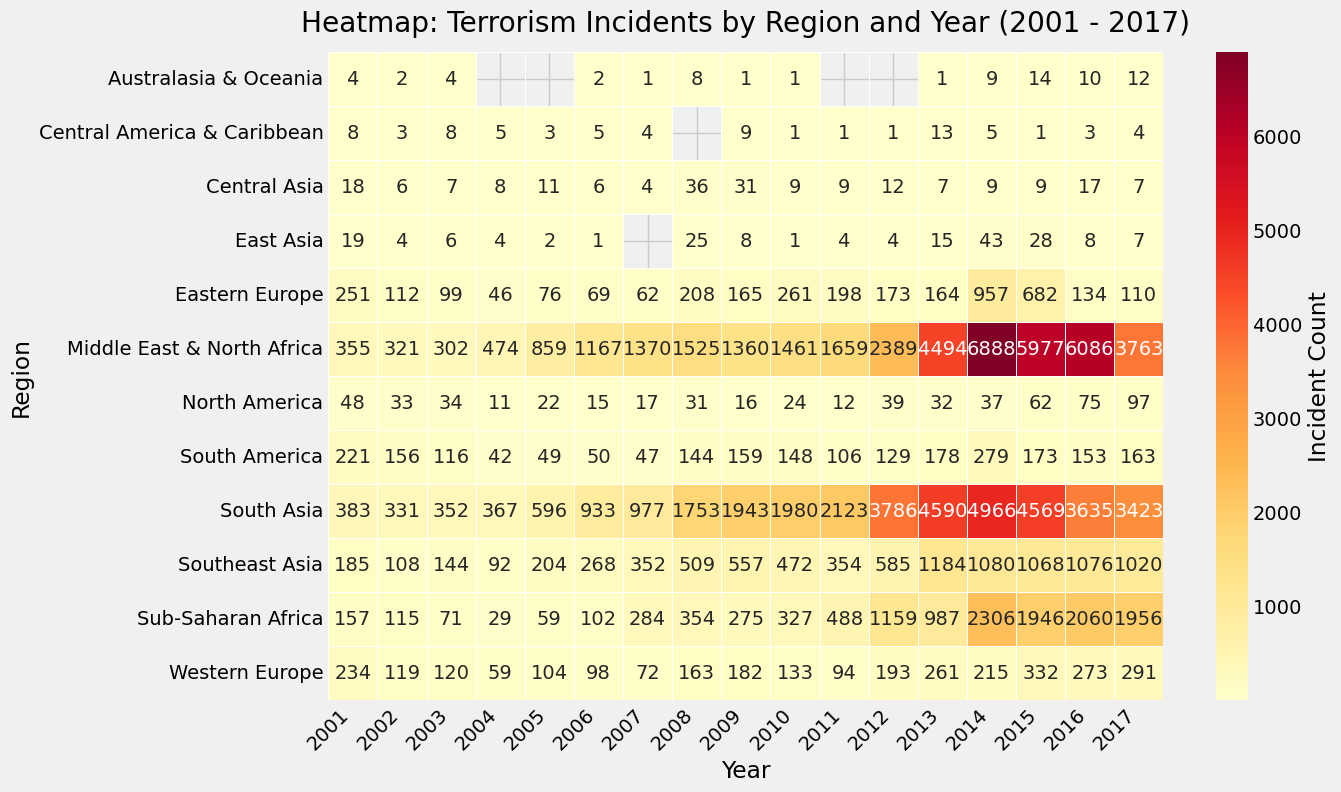 Heatmap: Terrorism Incidents by Region and Year (2001 - 2017)
Australasia & Oceania 4 2 4 2 1 8 1 1 1 9 14 10 12
Central America & Caribbean 8 3 8 5 3 5 4 9 1 1 1 13 5 1 3 4
Central Asia 18 6 7 8 11 6 4 36 31 9 9 12 7 9 9 17 7
East Asia 19 4 6 4 2 1 25 8 1 4 4 15 43 28 8 7
Eastern Europe 251 112 99 46 76 69 62 208 165 261 198 173 164 957 682 134 110
Middle East & North Africa 355 321 302 474 859 1167 1370 1525 1360 1461 1659 2389 4494 6888 5977 6086 3763
North America 48 33 34 11 22 15 17 31 16 24 12 39 32 37 62 75 97
South America 221 156 116 42 49 50 47 144 159 148 106 129 178 279 173 153 163
South Asia 383 331 352 367 596 933 977 1753 1943 1980 2123 3786 4590 4966 4569 3635 3423
Southeast Asia 185 108 144 92 204 268 352 509 557 472 354 585 1184 1080 1068 1076 1020
Sub-Saharan Africa 157 115 71 29 59 102 284 354 275 327 488 1159 987 2306 1946 2060 1956
Western Europe 234 119 120 59 104 98 72 163 182 133 94 193 261 215 332 273 291
2001 2002 2003 2004 2005 2006 2007 2008 2009 2010 2011 2012 2013 2014 2015 2016 2017
Year
Region
6000
5000
4000
3000
2000
1000
Incident Count